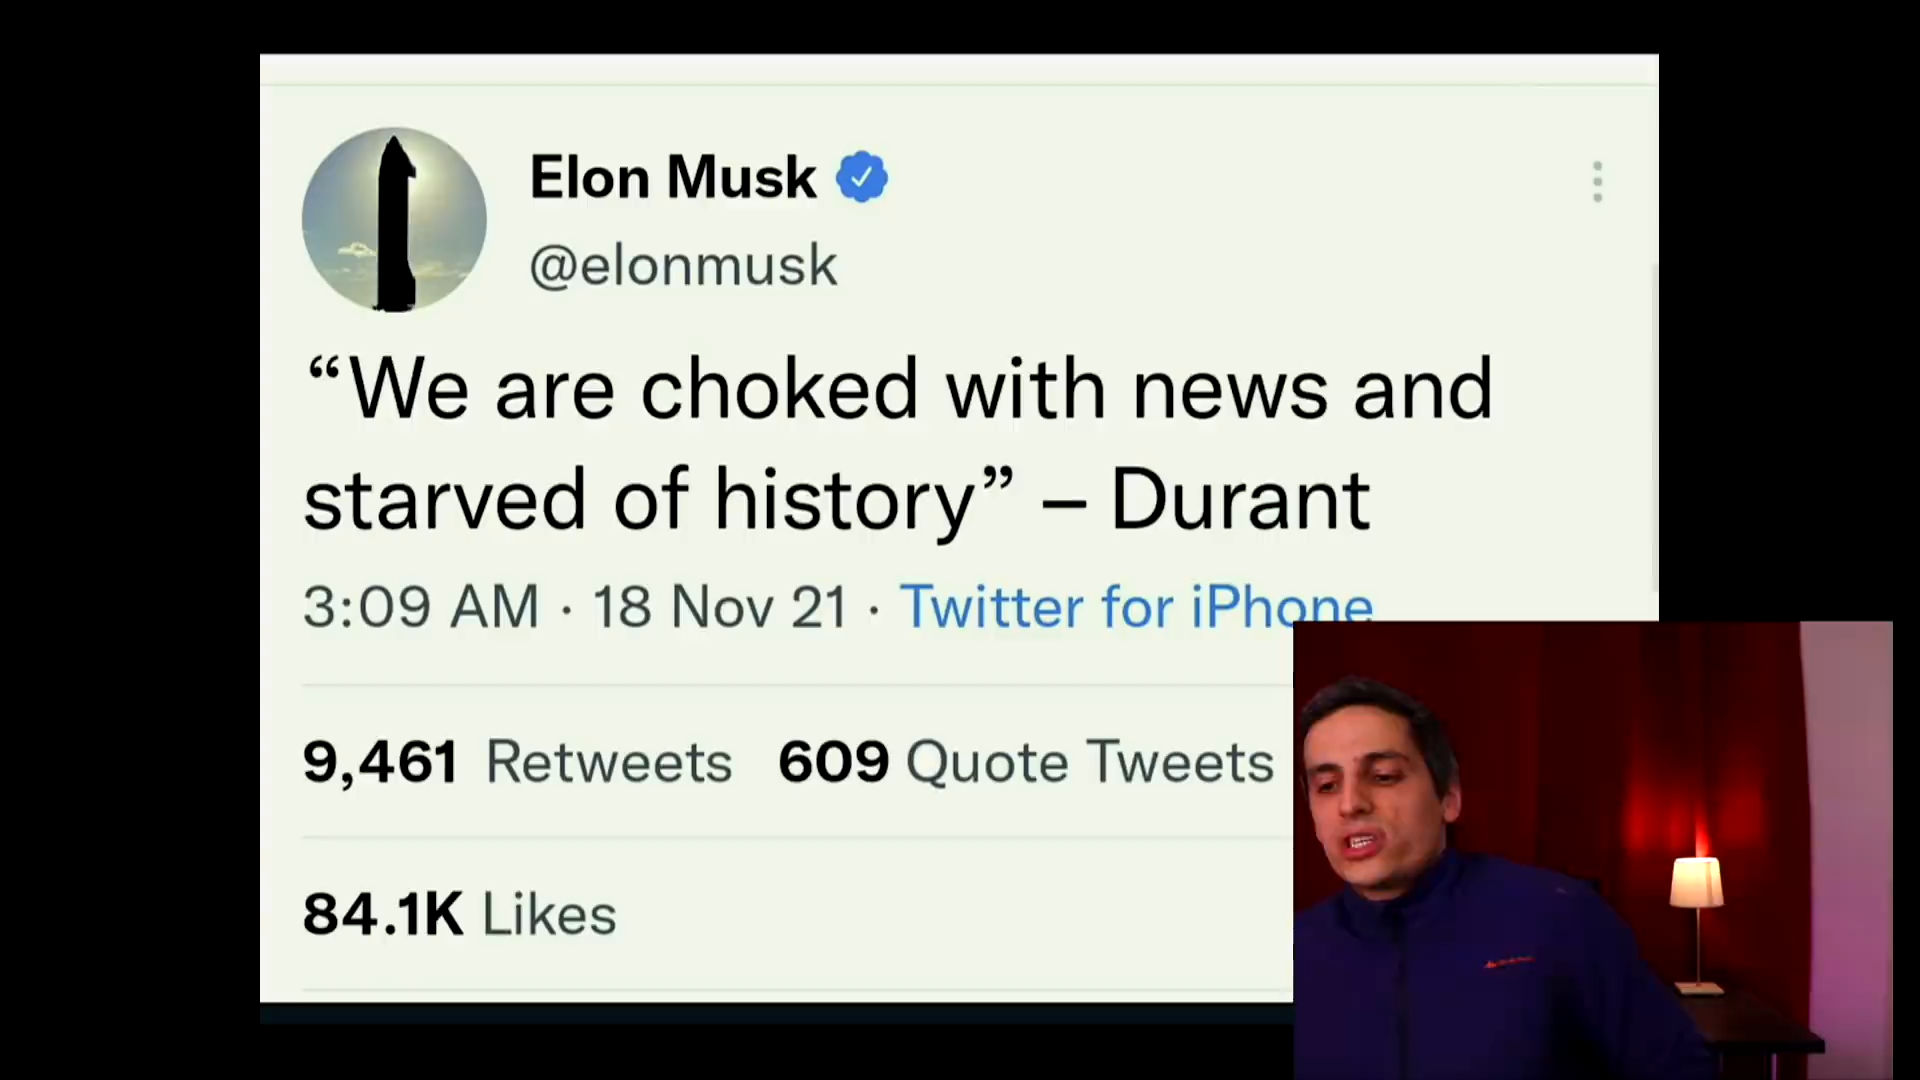 Elon Musk
@elonmusk
“We are choked with news and
starved of history” – Durant
3:09 AM · 18 Nov 21 · Twitter for iPhone
9,461 Retweets 609 Quote Tweets
84.1K Likes